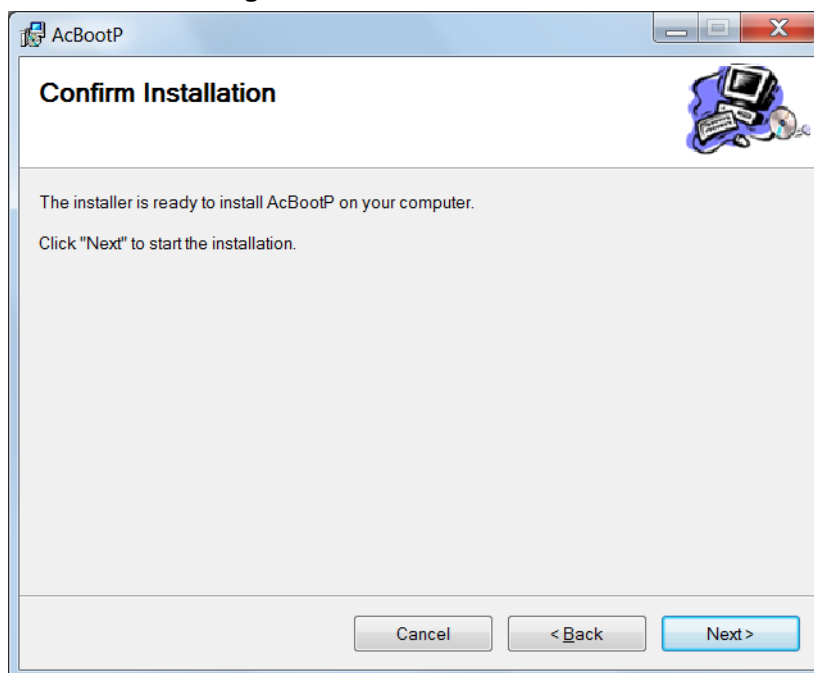 AcBootP
Confirm Installation
The installer is ready to install AcBootP on your computer.
Click "Next" to start the installation.
Cancel
< Back
Next >